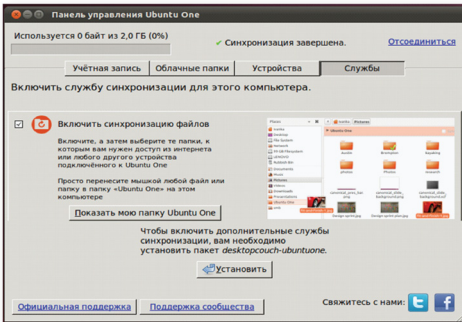 Панель управления Ubuntu One
Используется 0 байт из 2,0 ГБ (0%)
✔ Синхронизация завершена.
Отсоединиться
Учётная запись
Облачные папки
Устройства
Службы
Включить службу синхронизации для этого компьютера.
Включить синхронизацию файлов
Включите, а затем выберите те папки, к
которым вам нужен доступ из интернета
или любого другого устройства
подключённого к Ubuntu One
Просто перенесите мышкой любой файл или
папку в папку «Ubuntu One» на этом
компьютере
Показать мою папку Ubuntu One
Чтобы включить дополнительные службы
синхронизации, вам необходимо
установить пакет desktopcouch-ubuntuone.
Установить
Официальная поддержка
Поддержка сообщества
Свяжитесь с нами: